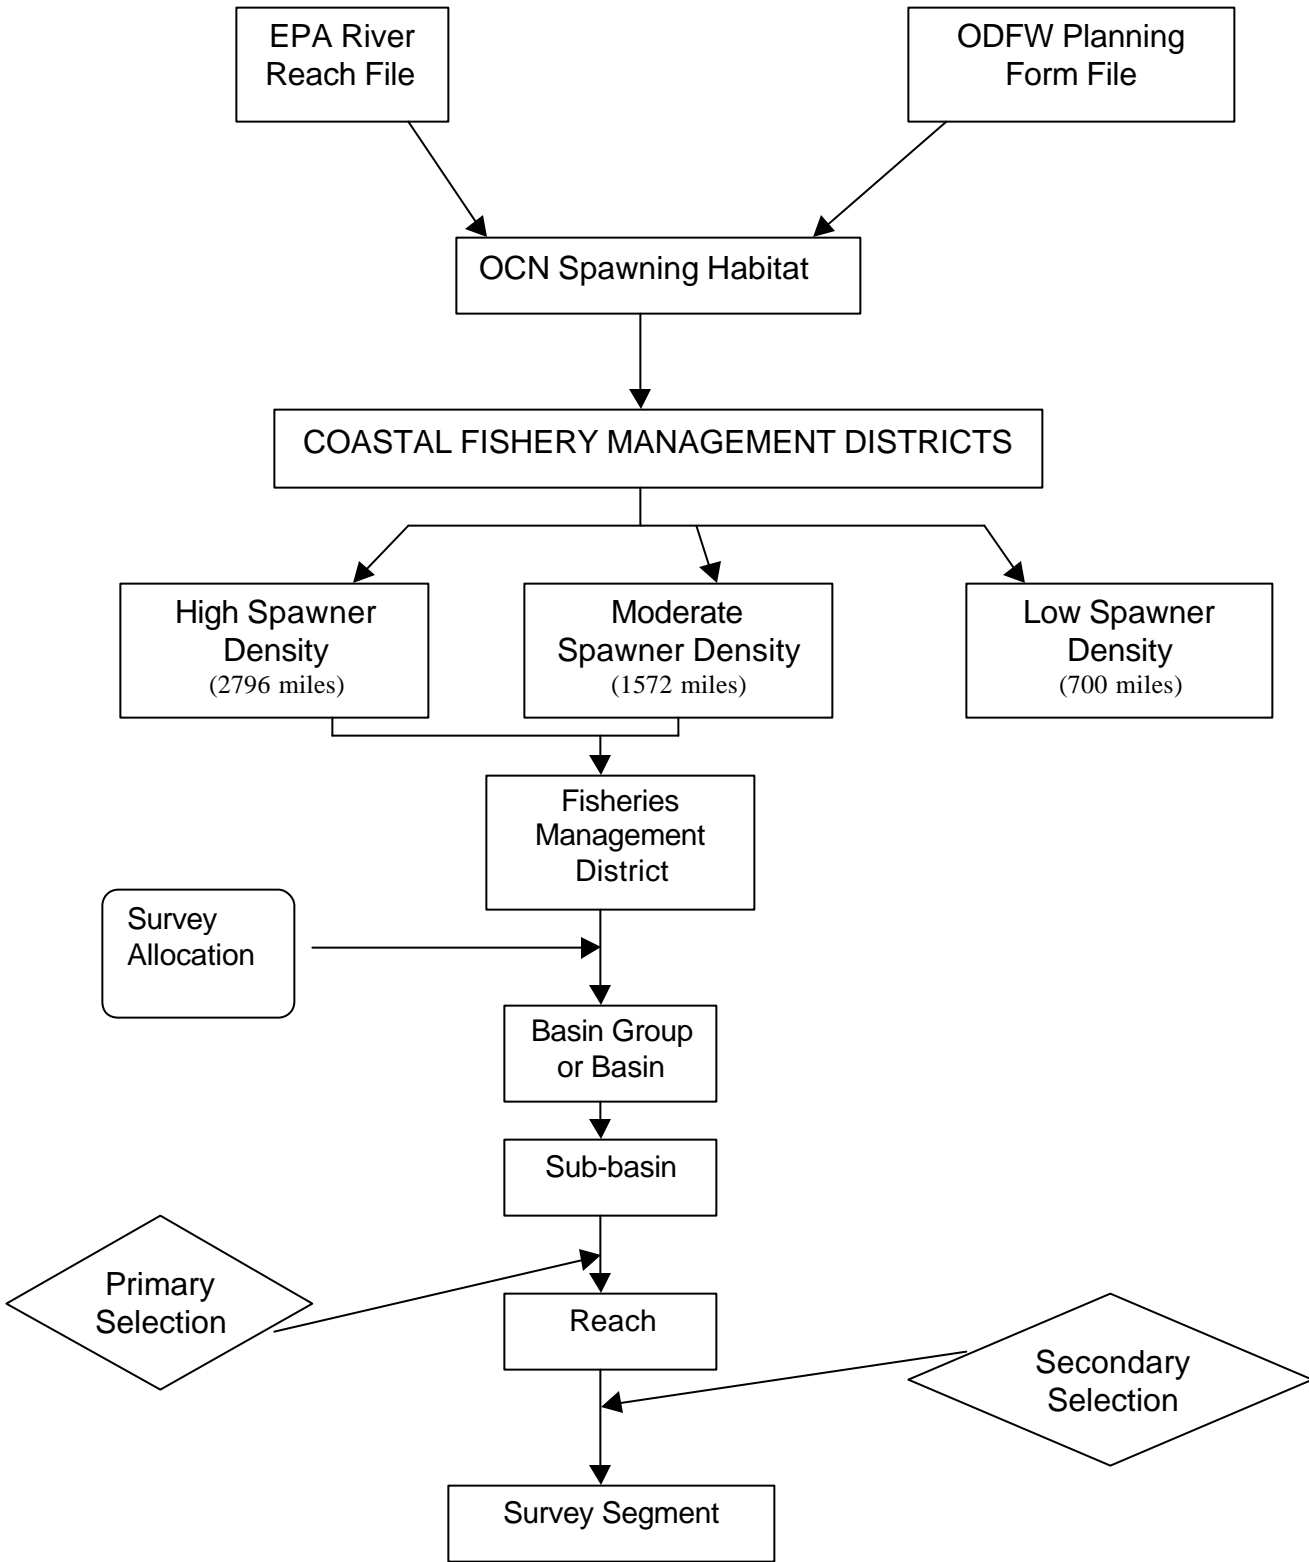 EPA River
Reach File
ODFW Planning
Form File
OCN Spawning Habitat
COASTAL FISHERY MANAGEMENT DISTRICTS
High Spawner
Density
(2796 miles)
Moderate
Spawner Density
(1572 miles)
Low Spawner
Density
(700 miles)
Fisheries
Management
District
Survey
Allocation
Basin Group
or Basin
Sub-basin
Primary
Selection
Reach
Secondary
Selection
Survey Segment